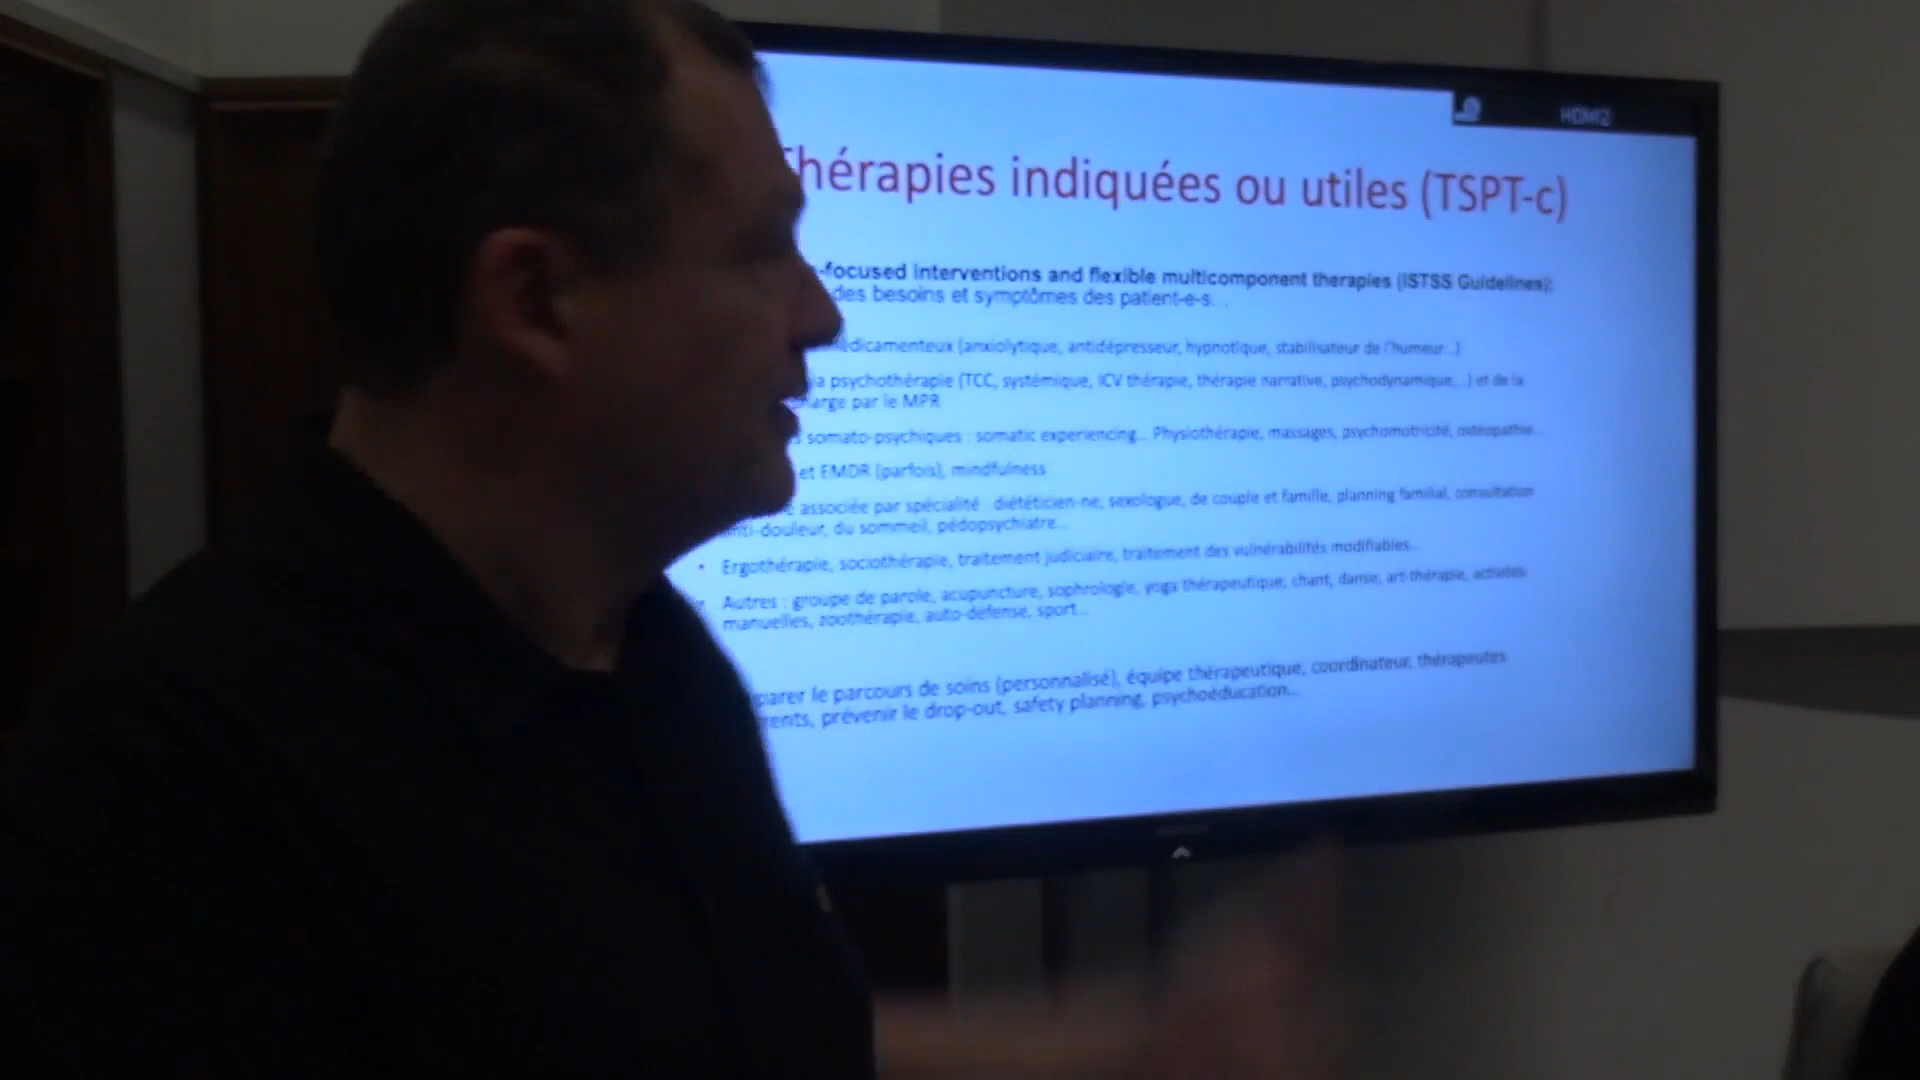 HDMI2
Thérapies indiquées ou utiles (TSPT-c)
-focused interventions and flexible multicomponent therapies (ISTSS Guidelines):
des besoins et symptômes des patient-e-s...
édicamenteux (anxiolytique, antidépresseur, hypnotique, stabilisateur de l'humeur...)
la psychothérapie (TCC, systémique, ICV thérapie, thérapie narrative, psychodynamique,...) et de la
charge par le MPR
somato-psychiques : somatic experiencing... Physiothérapie, massages, psychomotricité, ostéopathie...
et EMDR (parfois), mindfulness
associée par spécialité : diététicien-ne, sexologue, de couple et famille, planning familial, consultation
anti-douleur, du sommeil, pédopsychiatre...
• Ergothérapie, sociothérapie, traitement judiciaire, traitement des vulnérabilités modifiables...
• Autres : groupe de parole, acupuncture, sophrologie, yoga thérapeutique, chant, danse, art-thérapie, activités
manuelles, zoothérapie, auto-défense, sport...
parer le parcours de soins (personnalisé), équipe thérapeutique, coordinateur, thérapeutes
rents, prévenir le drop-out, safety planning, psychoéducation...